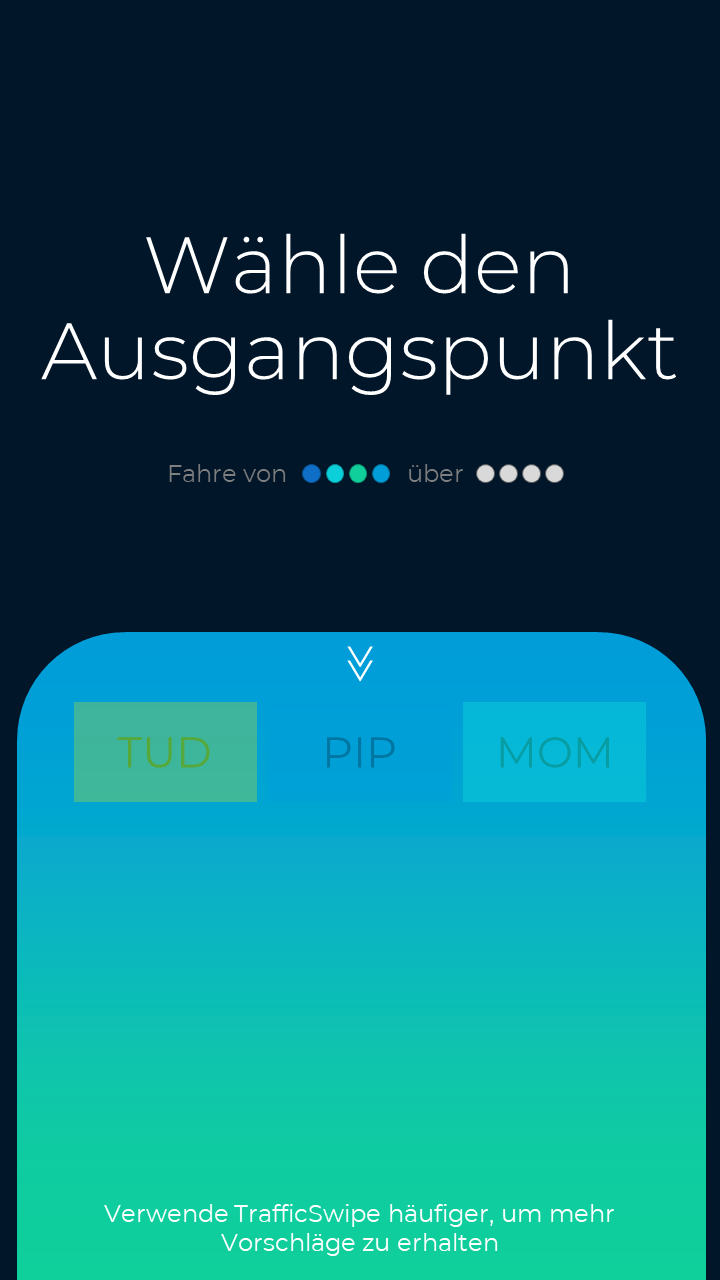 Wähle den
Ausgangspunkt
Fahre von über
TUD PIP MOM
Verwende TrafficSwipe häufiger, um mehr
Vorschläge zu erhalten